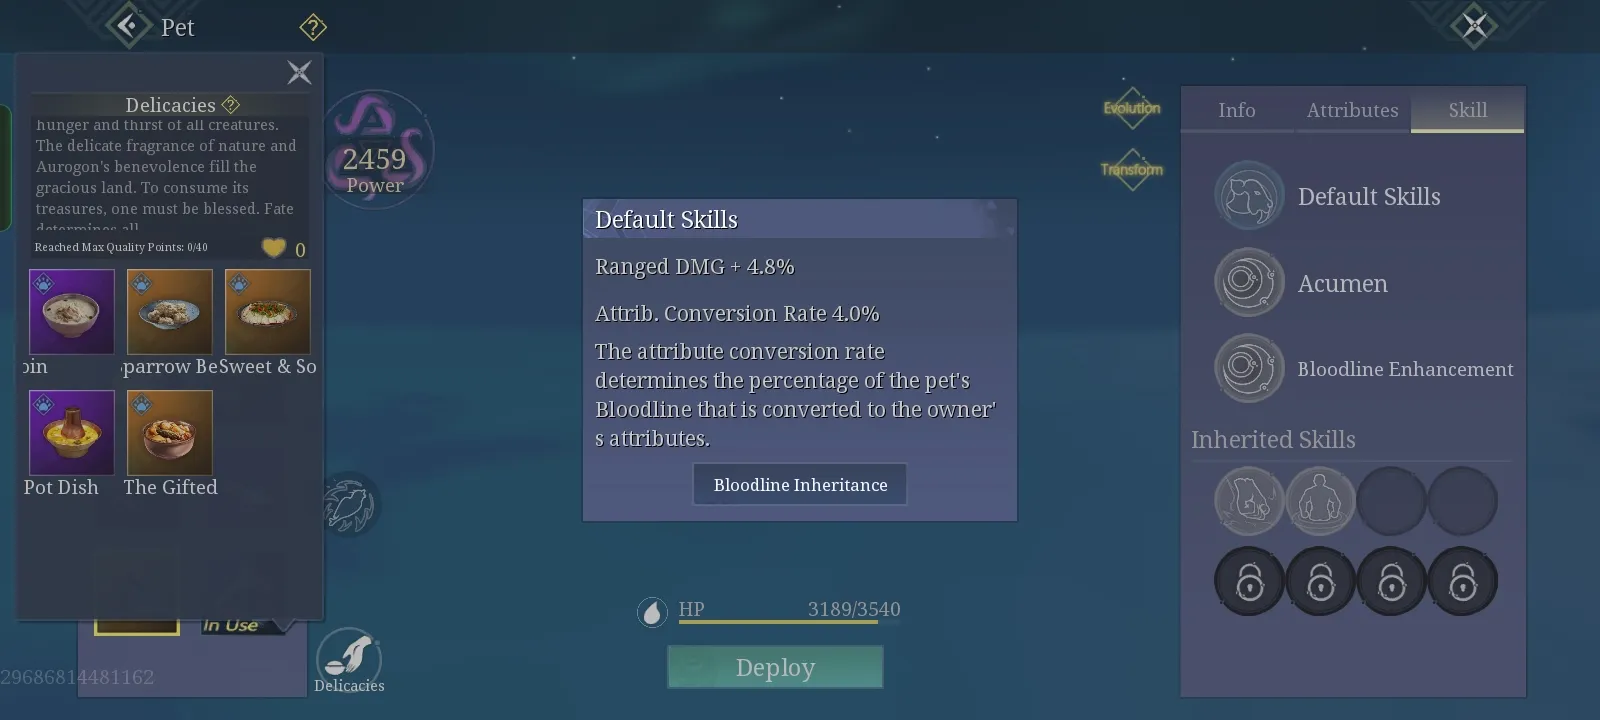 Pet
Delicacies
hunger and thirst of all creatures.
The delicate fragrance of nature and
Aurogon's benevolence fill the
gracious land. To consume its
treasures, one must be blessed. Fate
determines all
Reached Max Quality Points: 0/40
0
oin
parrow Be
Sweet & So
Pot Dish
The Gifted
In Use
29686814481162
2459
Power
Delicacies
Evolution
Transform
Default Skills
Ranged DMG + 4.8%
Attrib. Conversion Rate 4.0%
The attribute conversion rate
determines the percentage of the pet's
Bloodline that is converted to the owner'
s attributes.
Bloodline Inheritance
HP 3189/3540
Deploy
Info Attributes Skill
Default Skills
Acumen
Bloodline Enhancement
Inherited Skills